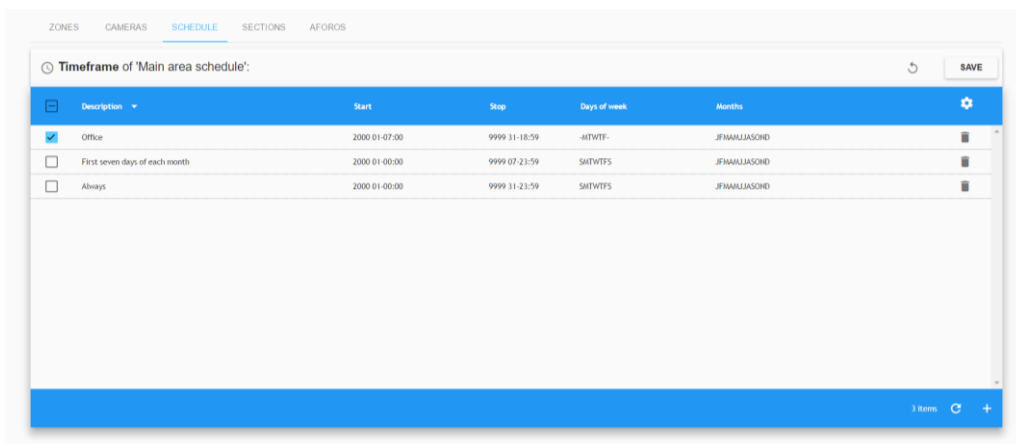 ZONES CAMERAS SCHEDULE SECTIONS AFOROS
Timeframe of 'Main area schedule': SAVE
Description Start Stop Days of week Months
Office 2000 01-07:00 9999 31-18:59 -MTWTF- JFMAMJJASOND
First seven days of each month 2000 01-00:00 9999 07-23:59 SMTWTFS JFMAMJJASOND
Always 2000 01-00:00 9999 31-23:59 SMTWTFS JFMAMJJASOND
3 items